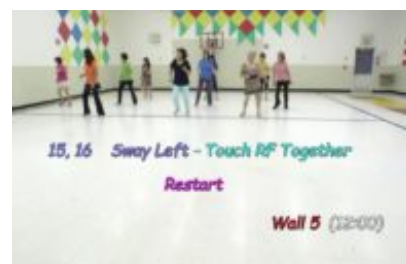 15, 16 Sway Left - Touch RF Together
Restart
Wall 5 (12:00)